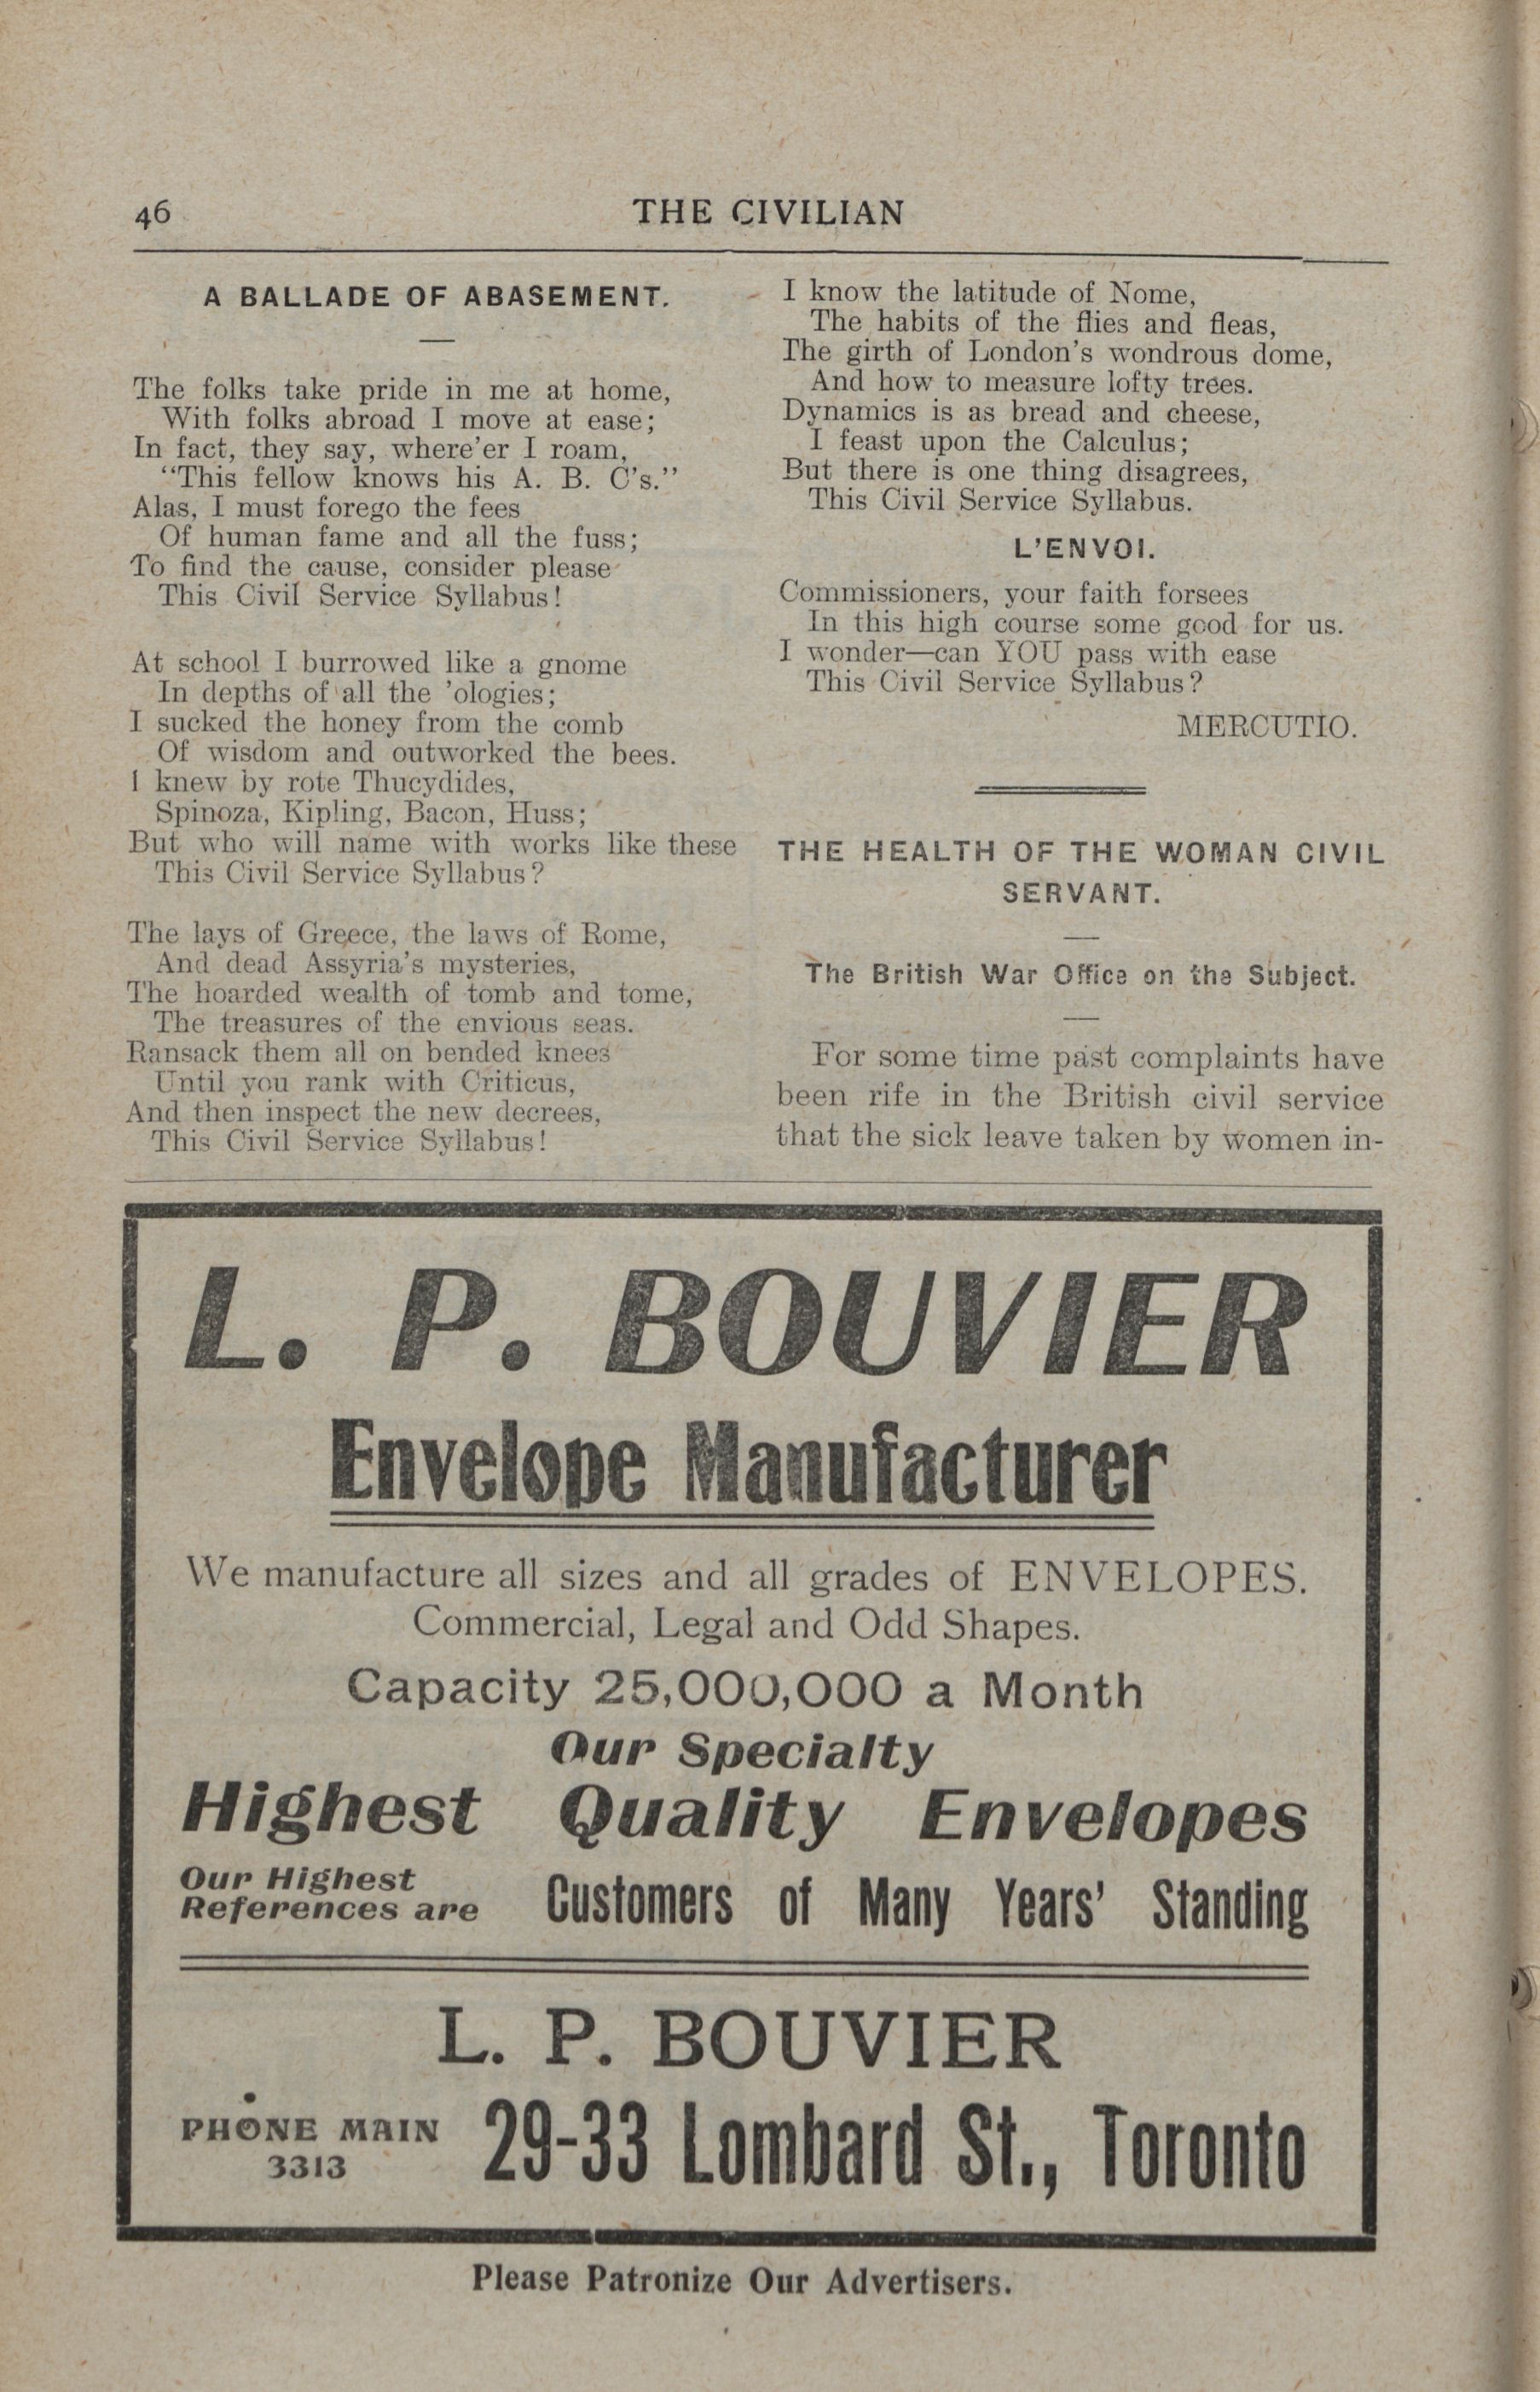 46
THE CIVILIAN
A BALLADE OF ABASEMENT.
The folks take pride in me at home,
With folks abroad I move at ease;
In fact, they say, where'er I roam,
“This fellow knows his A. B. C's.”
Alas, I must forego the fees
Of human fame and all the fuss;
To find the cause, consider please
This Civil Service Syllabus!
At school I burrowed like a gnome
In depths of all the 'ologies;
I sucked the honey from the comb
Of wisdom and outworked the bees.
I knew by rote Thucydides,
Spinoza, Kipling, Bacon, Huss;
But who will name with works like these
This Civil Service Syllabus?
The lays of Greece, the laws of Rome,
And dead Assyria's mysteries,
The hoarded wealth of tomb and tome,
The treasures of the envious seas.
Ransack them all on bended knees
Until you rank with Criticus,
And then inspect the new decrees,
This Civil Service Syllabus!
I know the latitude of Nome,
The habits of the flies and fleas,
The girth of London's wondrous dome,
And how to measure lofty trees.
Dynamics is as bread and cheese,
I feast upon the Calculus;
But there is one thing disagrees,
This Civil Service Syllabus.
L'ENVOI.
Commissioners, your faith forsees
In this high course some good for us.
I wonder—can YOU pass with ease
This Civil Service Syllabus?
MERCUTIO.
THE HEALTH OF THE WOMAN CIVIL
SERVANT.
The British War Office on the Subject.
For some time past complaints have
been rife in the British civil service
that the sick leave taken by women in-
L. P. BOUVIER
Envelope Manufacturer
We manufacture all sizes and all grades of ENVELOPES.
Commercial, Legal and Odd Shapes.
Capacity 25,000,000 a Month
Our Specialty
Highest Quality Envelopes
Our Highest
References are
Customers of Many Years' Standing
L. P. BOUVIER
PHONE MAIN
3313
29-33 Lombard St., Toronto
Please Patronize Our Advertisers.